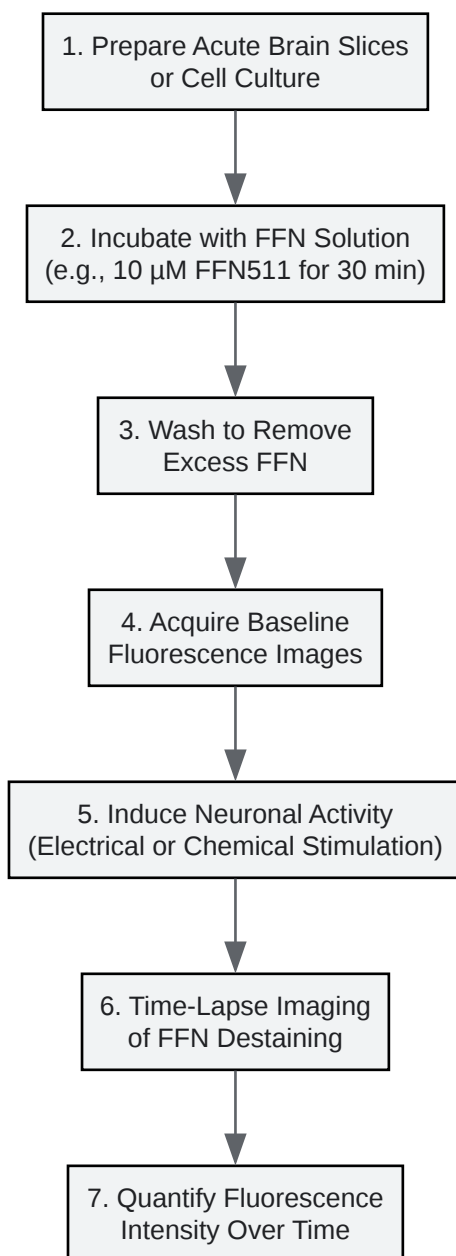 1. Prepare Acute Brain Slices
or Cell Culture
2. Incubate with FFN Solution
(e.g., 10 µM FFN511 for 30 min)
3. Wash to Remove
Excess FFN
4. Acquire Baseline
Fluorescence Images
5. Induce Neuronal Activity
(Electrical or Chemical Stimulation)
6. Time-Lapse Imaging
of FFN Destaining
7. Quantify Fluorescence
Intensity Over Time